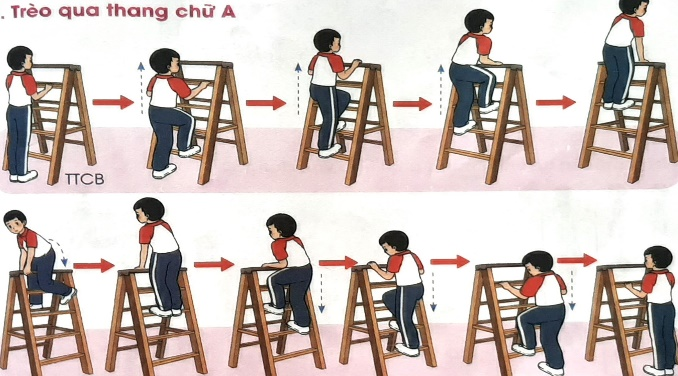 . Trèo qua thang chữ A
TTCB